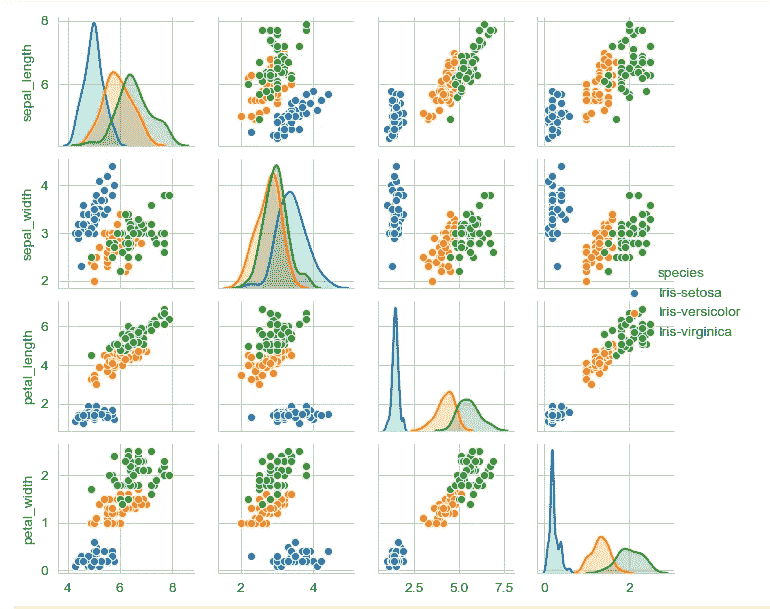 8
6
sepal_length
4
3
2
sepal_width
species
Iris-setosa
Iris-versicolor
Iris-virginica
6
4
2
petal_length
2
1
0
petal_width
4 6 8
2 4
2.5 5.0 7.5
0 2